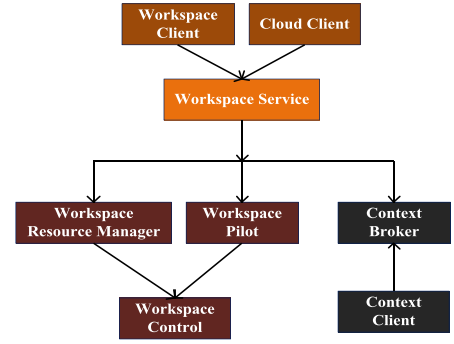 Workspace
Client
Cloud Client
Workspace Service
Workspace
Resource Manager
Workspace
Pilot
Context
Broker
Workspace
Control
Context
Client